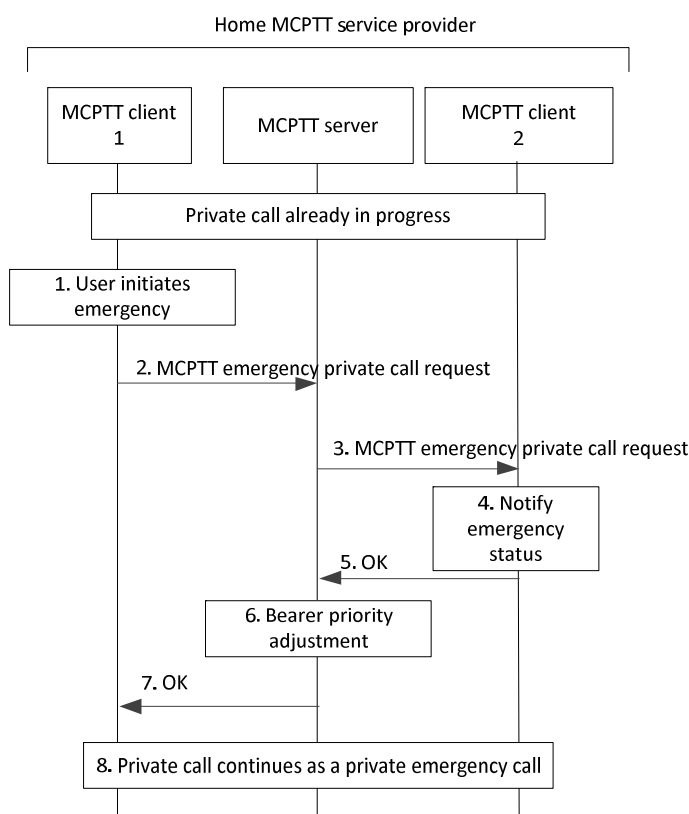 Home MCPTT service provider
MCPTT client
1
MCPTT server
MCPTT client
2
Private call already in progress
1. User initiates
emergency
2. MCPTT emergency private call request
3. MCPTT emergency private call request
4. Notify
emergency
status
5. OK
6. Bearer priority
adjustment
7. OK
8. Private call continues as a private emergency call